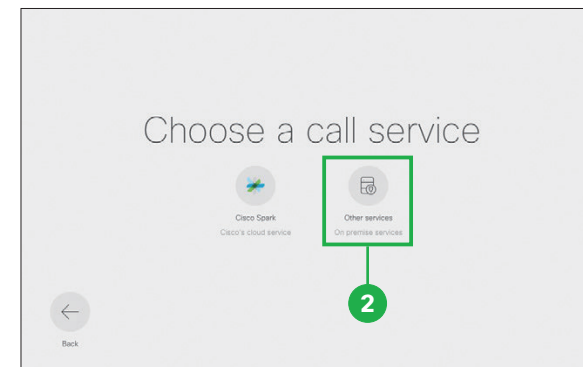 Choose a call service
Cisco Spark
Cisco's cloud service
Other services
On premise services
2
Back